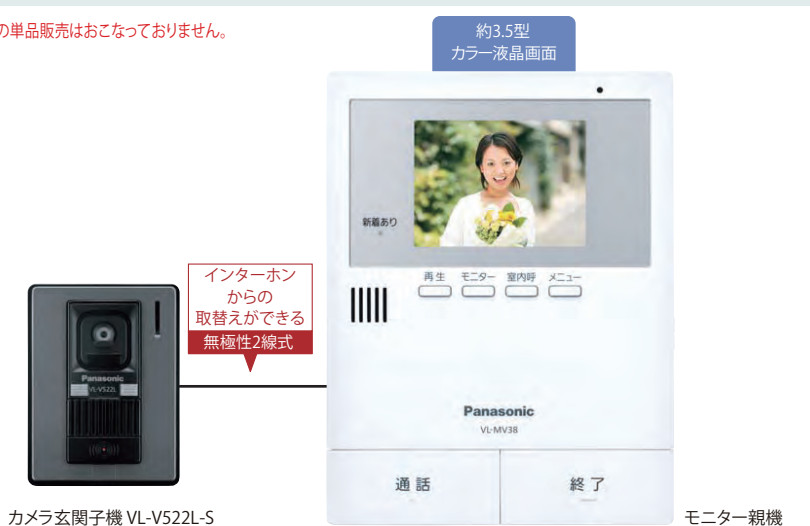 の単品販売はおこなっておりません。
約3.5型
カラー液晶画面
新着あり
再生 モニター 室内呼 メニュー
インターホン
からの
取替えができる
無極性2線式
Panasonic
VL-V522L
Panasonic
VL-MV38
通話 終了
カメラ玄関子機 VL-V522L-S
モニター親機